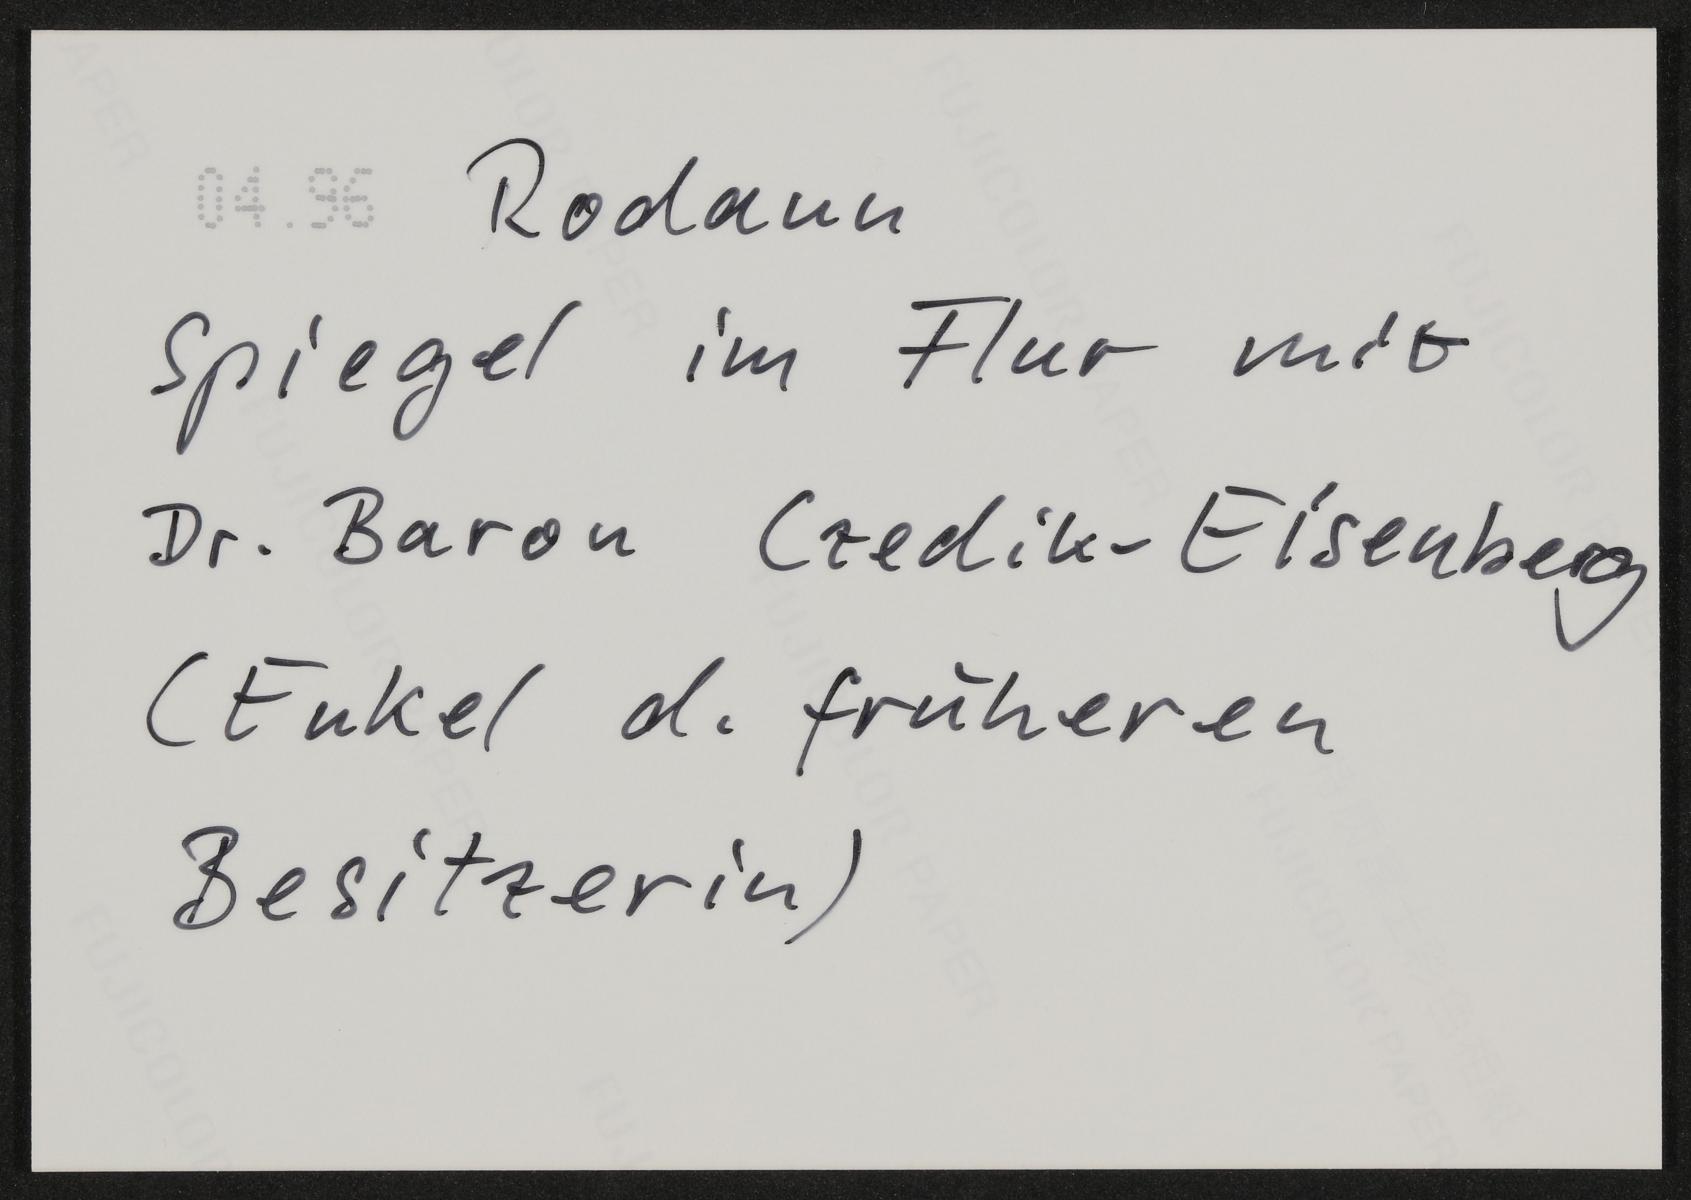 04.96 Rodaun
Spiegel im Flur mit
Dr. Baron Czedik-Eisenberg
(Enkel d. früheren
Besitzerin)